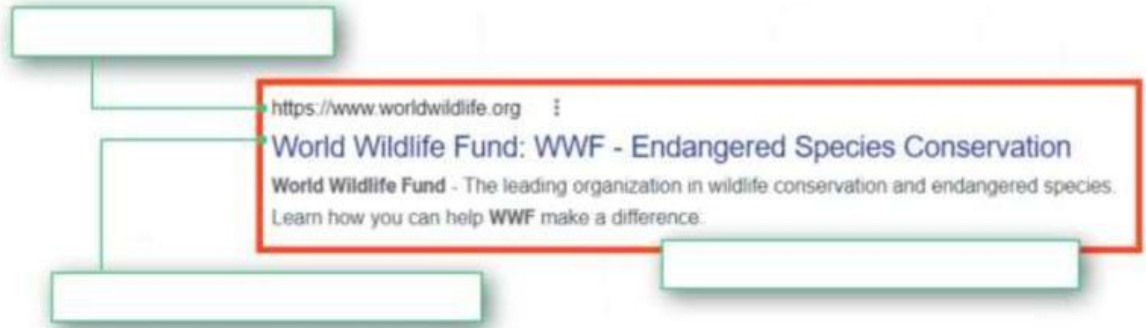 https://www.worldwildlife.org
World Wildlife Fund: WWF - Endangered Species Conservation
World Wildlife Fund - The leading organization in wildlife conservation and endangered species.
Learn how you can help WWF make a difference.